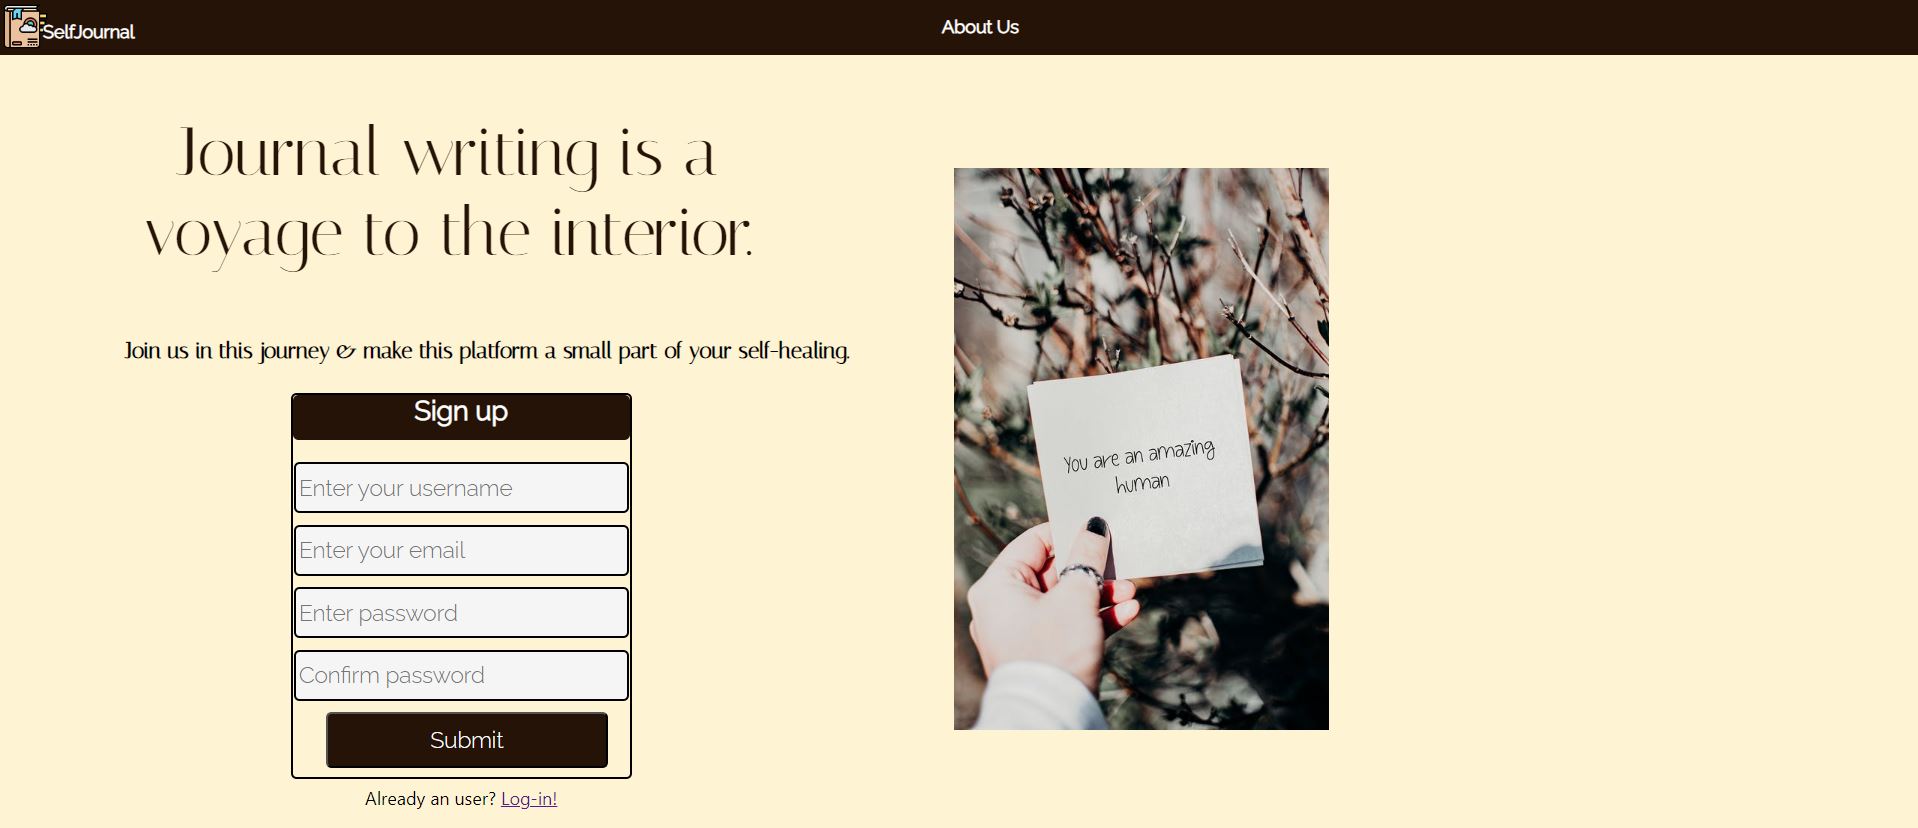 SelfJournal
About Us
Journal writing is a
voyage to the interior.
Join us in this journey & make this platform a small part of your self-healing.
Sign up
Enter your username
Enter your email
Enter password
Confirm password
Submit
Already an user? Log-in!
You are an amazing
human